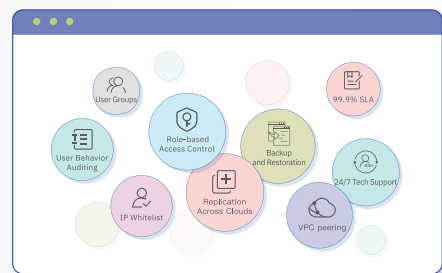 User Groups
99.9% SLA
Role-based
Access Control
User Behavior
Auditing
Backup
and Restoration
24/7 Tech Support
IP Whitelist
Replication
Across Clouds
VPC peering